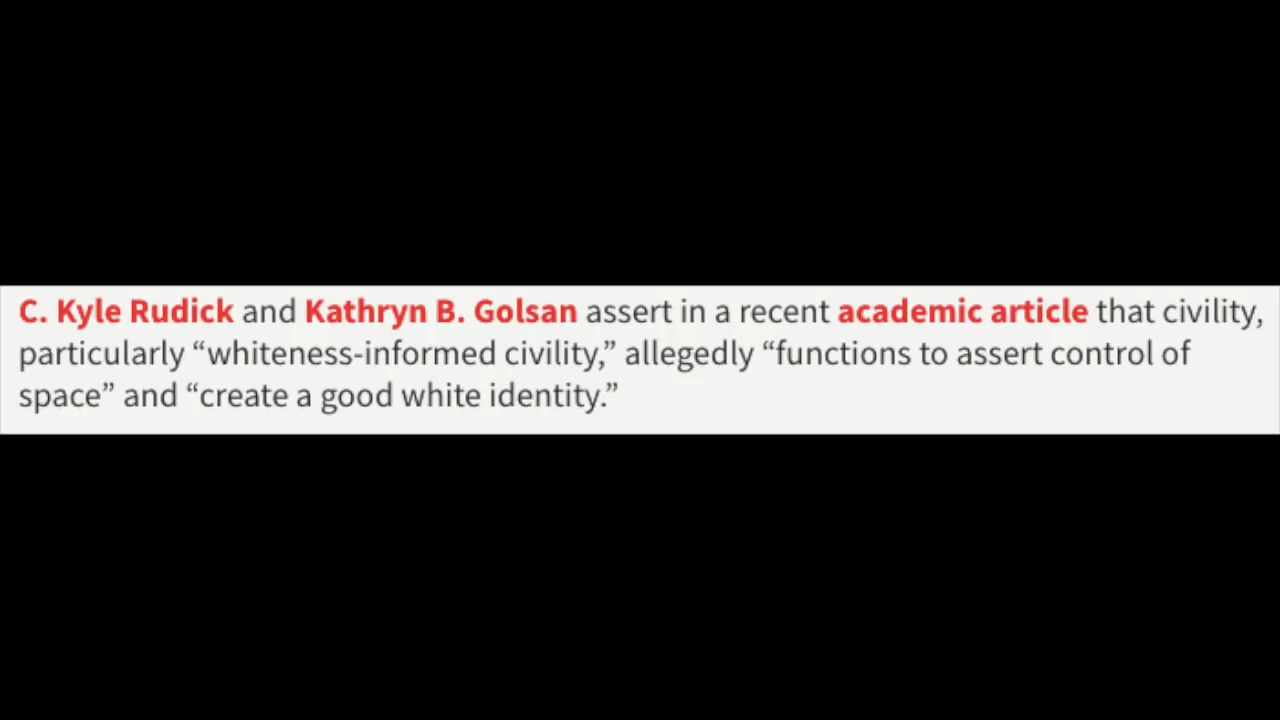 C. Kyle Rudick and Kathryn B. Golsan assert in a recent academic article that civility,
particularly “whiteness-informed civility,” allegedly “functions to assert control of
space” and “create a good white identity.”